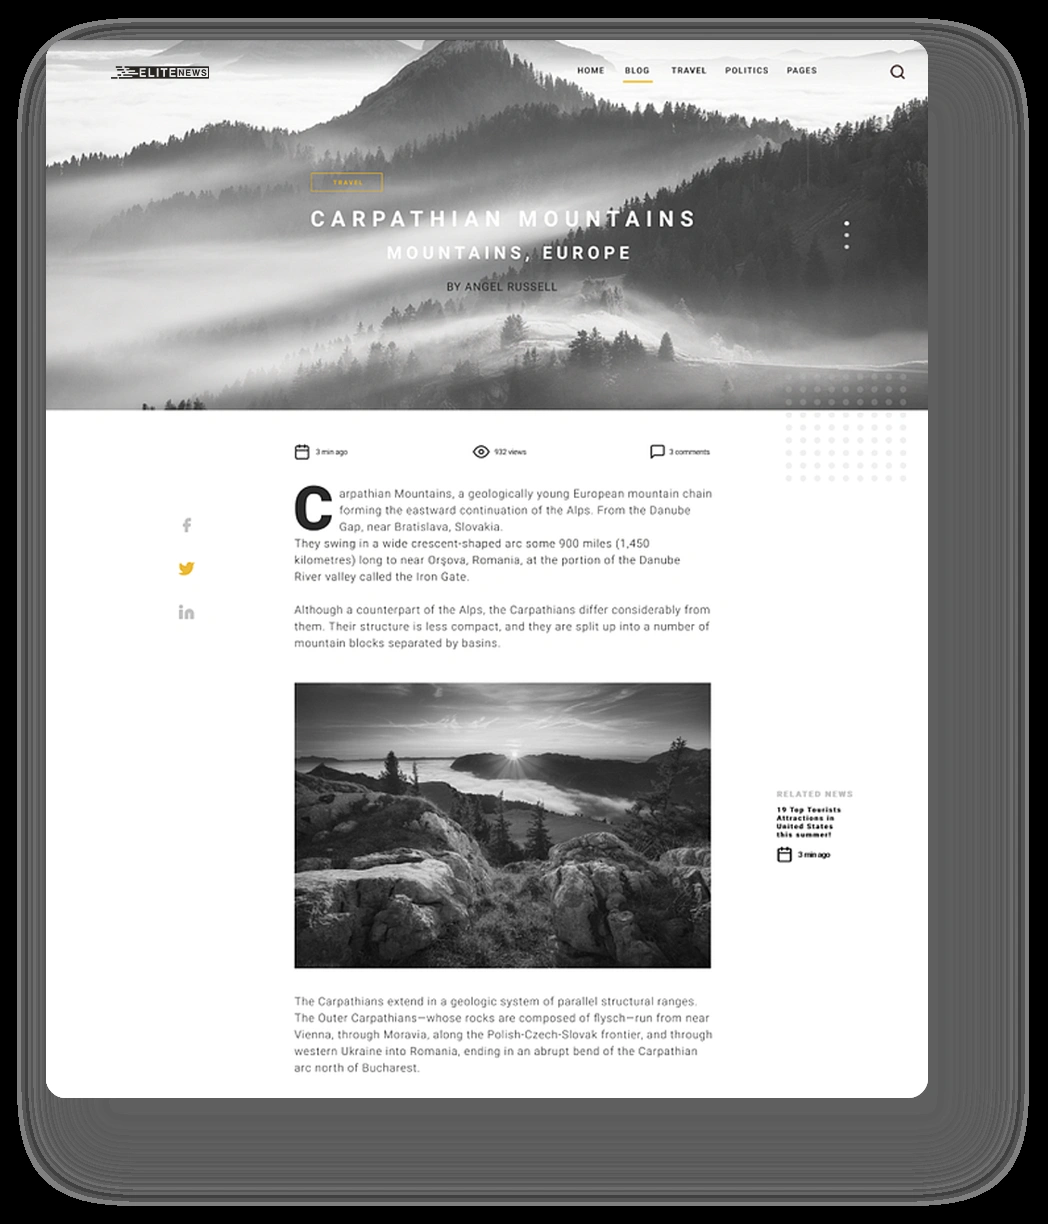 ELITENEWS
HOME BLOG TRAVEL POLITICS PAGES
TRAVEL
CARPATHIAN MOUNTAINS
MOUNTAINS, EUROPE
BY ANGEL RUSSELL
3 min ago 932 views 3 comments
Carpathian Mountains, a geologically young European mountain chain
forming the eastward continuation of the Alps. From the Danube
Gap, near Bratislava, Slovakia.
They swing in a wide crescent-shaped arc some 900 miles (1,450
kilometres) long to near Orşova, Romania, at the portion of the Danube
River valley called the Iron Gate.
Although a counterpart of the Alps, the Carpathians differ considerably from
them. Their structure is less compact, and they are split up into a number of
mountain blocks separated by basins.
RELATED NEWS
19 Top Tourists
Attractions in
United States
this summer!
3 min ago
The Carpathians extend in a geologic system of parallel structural ranges.
The Outer Carpathians—whose rocks are composed of flysch—run from near
Vienna, through Moravia, along the Polish-Czech-Slovak frontier, and through
western Ukraine into Romania, ending in an abrupt bend of the Carpathian
arc north of Bucharest.